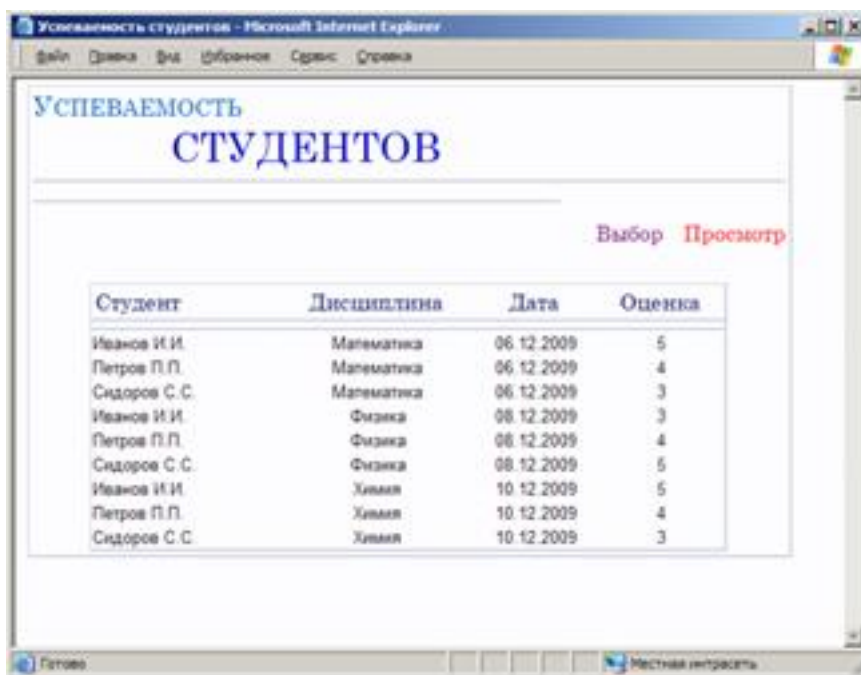 Успеваемость студентов - Microsoft Internet Explorer
Файл Правка Вид Избранное Сервис Справка
Успеваемость
студентов
Выбор Просмотр
Студент Дисциплина Дата Оценка
Иванов И.И. Математика 06.12.2009 5
Петров П.П. Математика 06.12.2009 4
Сидоров С.С. Математика 06.12.2009 3
Иванов И.И. Физика 08.12.2009 3
Петров П.П. Физика 08.12.2009 4
Сидоров С.С. Физика 08.12.2009 5
Иванов И.И. Химия 10.12.2009 5
Петров П.П. Химия 10.12.2009 4
Сидоров С.С. Химия 10.12.2009 3
Готово Местная интрасеть